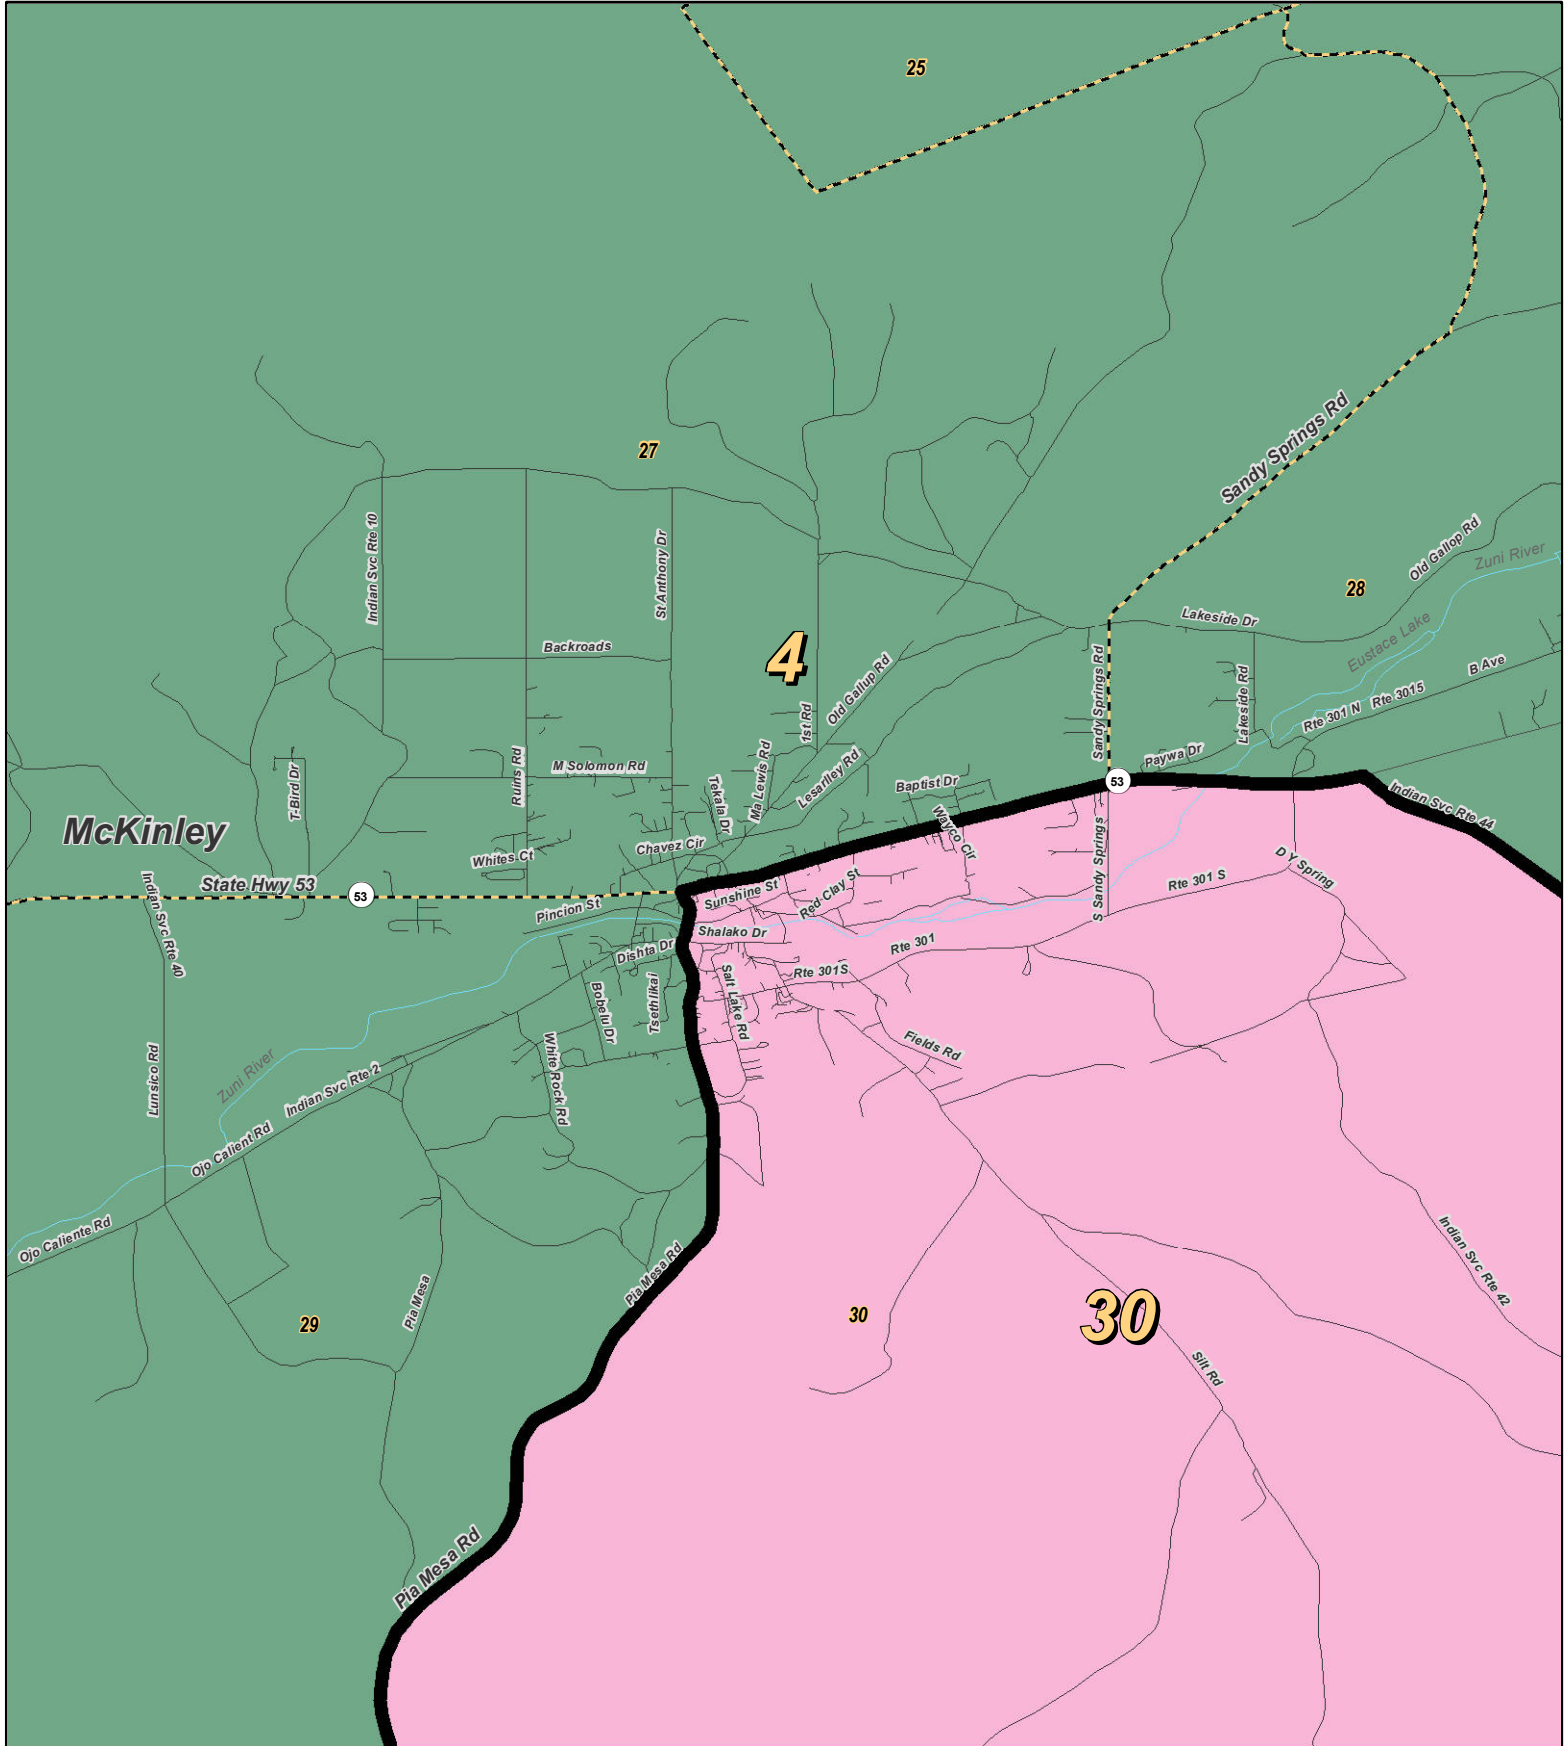 25
27
Sandy Springs Rd
Indian Svc Rte 10
St Anthony Dr
Old Gallop Rd
Zuni River
28
Lakeside Dr
Eustace Lake
Backroads
4
Old Gallup Rd
Sandy Springs Rd
Lakeside Rd
B Ave
Rte 301 N
Rte 3015
1st Rd
Ruins Rd
M Solomon Rd
Ma Lewis Rd
Lesarlley Rd
Paywa Dr
T-Bird Dr
Tekala Dr
Baptist Dr
53
Indian Svc Rte 44
McKinley
Wayco Cir
Chavez Cir
Whites Ct
S Sandy Springs
D Y Spring
State Hwy 53
53
Sunshine St
Red Clay St
Rte 301 S
Indian Svc Rte 40
Pincion St
Shalako Dr
Rte 301
Dishta Dr
Rte 301S
Salt Lake Rd
Bobelu Dr
Tsethlikai
White Rock Rd
Fields Rd
Lunsico Rd
Zuni River
Indian Svc Rte 2
Ojo Calient Rd
Ojo Caliente Rd
Pia Mesa Rd
Pia Mesa
Indian Svc Rte 42
29
30
30
Silt Rd
Pia Mesa Rd